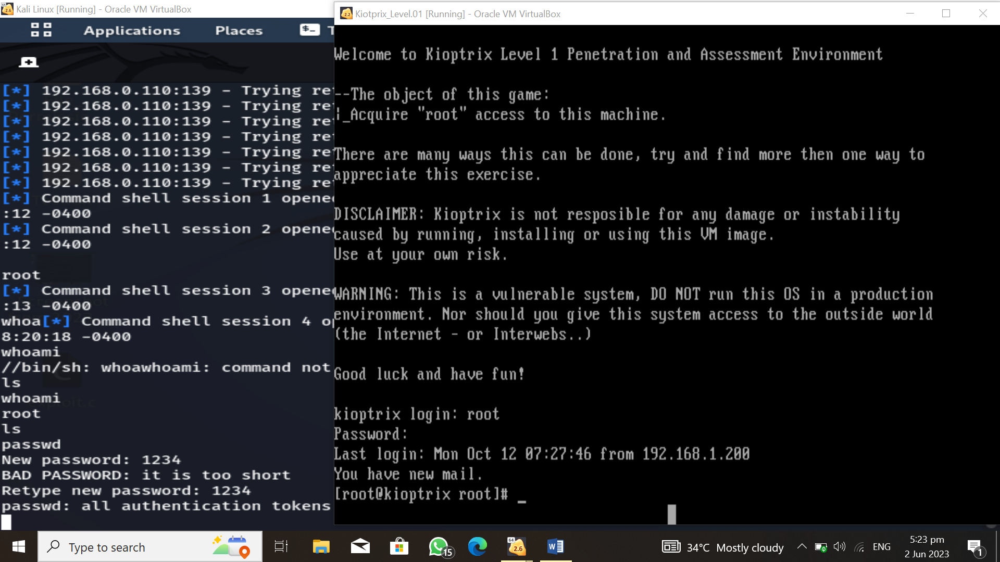 Kali Linux [Running] - Oracle VM VirtualBox
Applications Places
[*] 192.168.0.110:139 - Trying
[*] 192.168.0.110:139 - Trying
[*] 192.168.0.110:139 - Trying
[*] 192.168.0.110:139 - Trying
[*] 192.168.0.110:139 - Trying
[*] 192.168.0.110:139 - Trying
[*] 192.168.0.110:139 - Trying
[*] Command shell session 1 opened
:12 -0400
[*] Command shell session 2 opened
:12 -0400
root
[*] Command shell session 3 opened
:13 -0400
whoa[*] Command shell session 4
8:20:18 -0400
whoami
//bin/sh: whoawhoami: command not
ls
whoami
root
ls
passwd
New password: 1234
BAD PASSWORD: it is too short
Retype new password: 1234
passwd: all authentication tokens
Kiotprix_Level.01 [Running] - Oracle VM VirtualBox
Welcome to Kioptrix Level 1 Penetration and Assessment Environment
--The object of this game:
|_Acquire "root" access to this machine.
There are many ways this can be done, try and find more then one way to
appreciate this exercise.
DISCLAIMER: Kioptrix is not resposible for any damage or instability
caused by running, installing or using this VM image.
Use at your own risk.
WARNING: This is a vulnerable system, DO NOT run this OS in a production
environment. Nor should you give this system access to the outside world
(the Internet - or Interwebs..)
Good luck and have fun!
kioptrix login: root
Password:
Last login: Mon Oct 12 07:27:46 from 192.168.1.200
You have new mail.
[root@kioptrix root]# _
Type to search
15
64
2.6
W
34°C Mostly cloudy
ENG
5:23 pm
2 Jun 2023
1